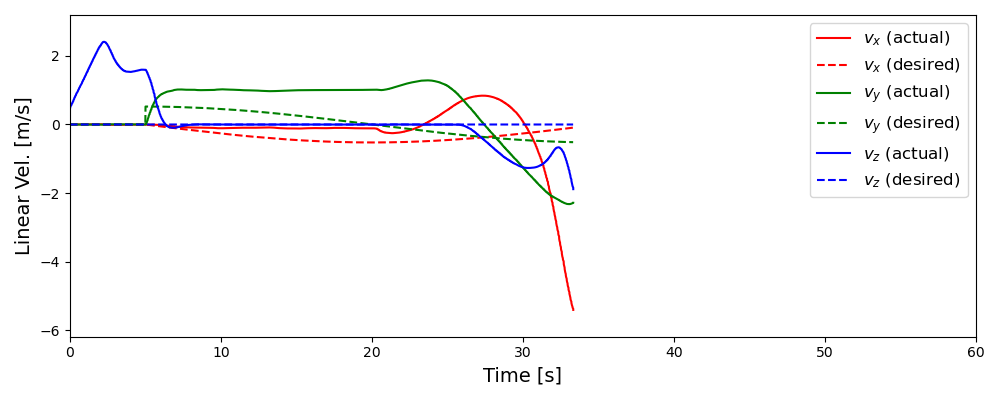 Linear Vel. [m/s]
2
0
−2
−4
−6
0 10 20 30 40 50 60
Time [s]
v_x (actual)
v_x (desired)
v_y (actual)
v_y (desired)
v_z (actual)
v_z (desired)